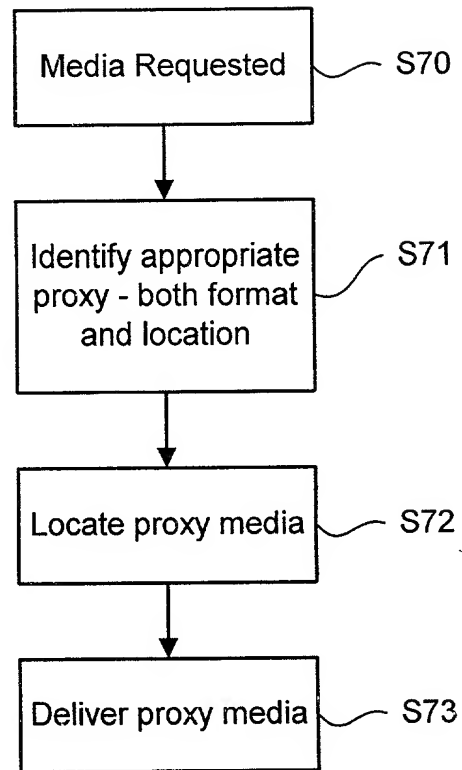 Media Requested
S70
Identify appropriate
proxy - both format
and location
S71
Locate proxy media
S72
Deliver proxy media
S73